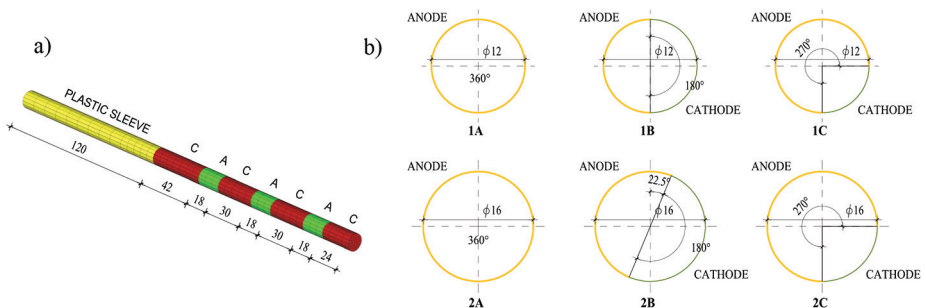 a)
PLASTIC SLEEVE
C A C A C A C
120 42 18 30 18 30 18 24
b)
ANODE
ϕ12
360°
1A
ANODE
ϕ12
180°
CATHODE
1B
270°
ϕ12
CATHODE
1C
ANODE
ϕ16
360°
2A
ANODE
22.5°
ϕ16
180°
CATHODE
2B
ANODE
270°
ϕ16
CATHODE
2C